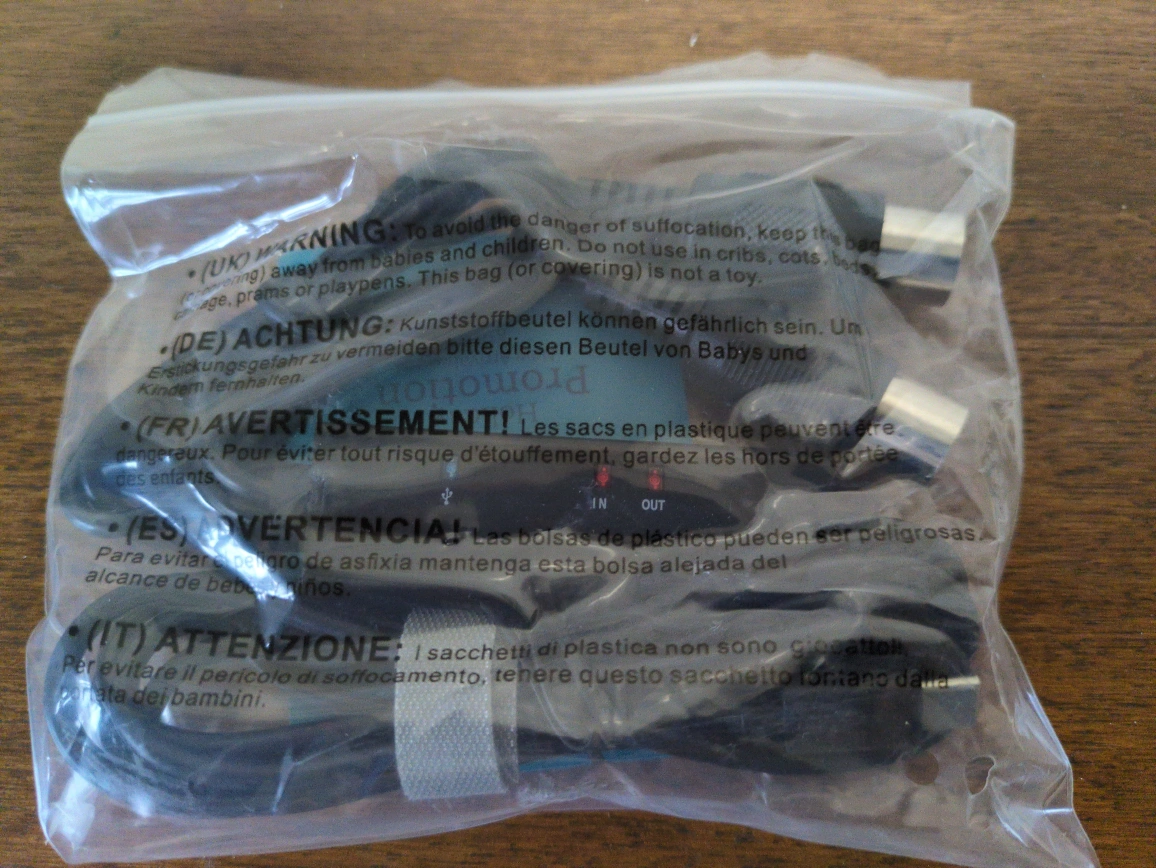 • (UK) WARNING: To avoid the danger of suffocation, keep this bag
(or covering) away from babies and children. Do not use in cribs, cots, beds,
prams or playpens. This bag (or covering) is not a toy.
• (DE) ACHTUNG: Kunststoffbeutel können gefährlich sein. Um
Erstickungsgefahr zu vermeiden bitte diesen Beutel von Babys und
Kindern fernhalten.
Promotion
• (FR) AVERTISSEMENT! Les sacs en plastique peuvent être
dangereux. Pour éviter tout risque d'étouffement, gardez les hors de portée
des enfants.
IN OUT
• (ES) ADVERTENCIA! Las bolsas de plástico pueden ser peligrosas.
Para evitar peligro de asfixia mantenga esta bolsa alejada del
alcance de bebés niños.
• (IT) ATTENZIONE: I sacchetti di plastica non sono giocattoli,
Per evitare il pericolo di soffocamento, tenere questo sacchetto lontano dalla
portata dei bambini.